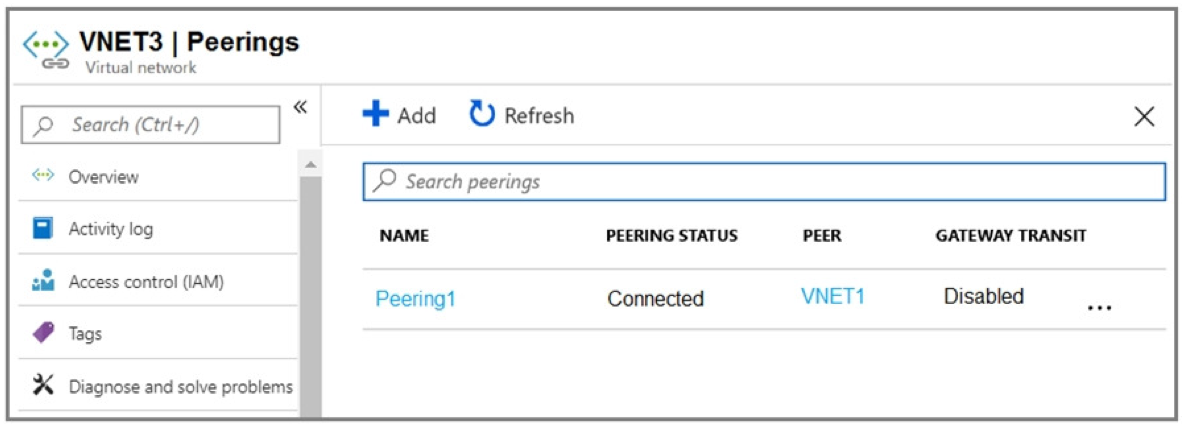 VNET3 | Peerings
Virtual network
Search (Ctrl+/)
«
Overview
Activity log
Access control (IAM)
Tags
Diagnose and solve problems
Add Refresh
Search peerings
NAME PEERING STATUS PEER GATEWAY TRANSIT
Peering1 Connected VNET1 Disabled ...